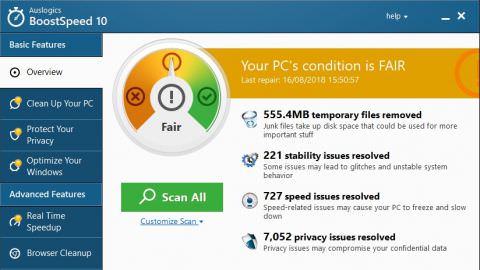 Auslogics
BoostSpeed 10
help
Basic Features
Overview
Clean Up Your PC
Protect Your
Privacy
Optimize Your
Windows
Advanced Features
Real Time
Speedup
Browser Cleanup
Fair
Scan All
Customize Scan
Your PC's condition is FAIR
Last repair: 16/08/2018 15:50:57
555.4MB temporary files removed
Junk files take up disk space that could be used for more
important stuff
221 stability issues resolved
Some issues may lead to glitches and unstable system
behavior
727 speed issues resolved
Speed-related issues may cause your PC to freeze and slow
down
7,052 privacy issues resolved
Privacy issues may compromise your confidential data